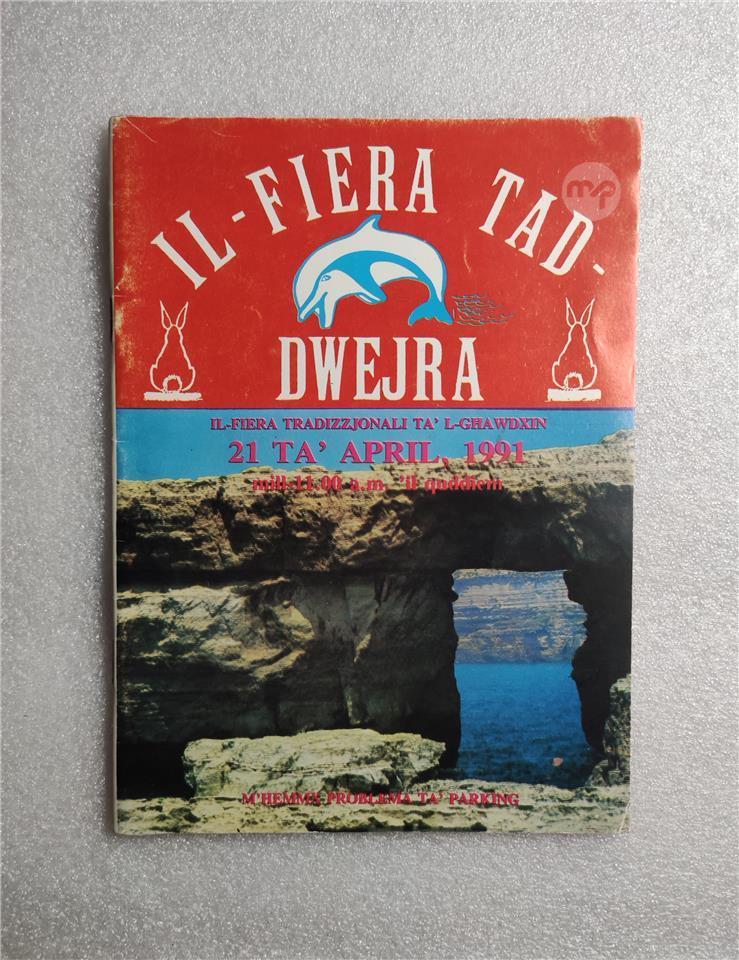 IL-FIERA TAD-
DWEJRA
IL-FIERA TRADIZZJONALI TA' L-GHAWDXIN
21 TA' APRIL, 1991
mill-11.00 a.m. 'il quddiem
M'HEMMX PROBLEMA TA' PARKING
mp